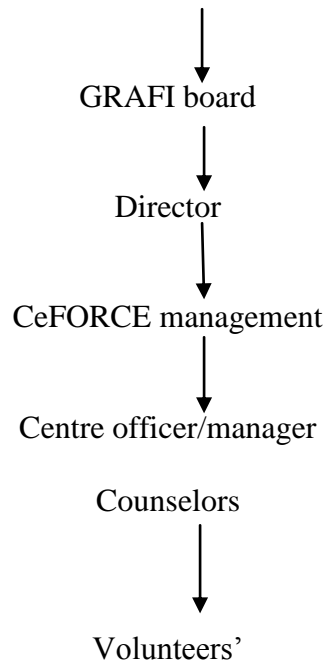 GRAFI board
Director
CeFORCE management
Centre officer/manager
Counselors
Volunteers’